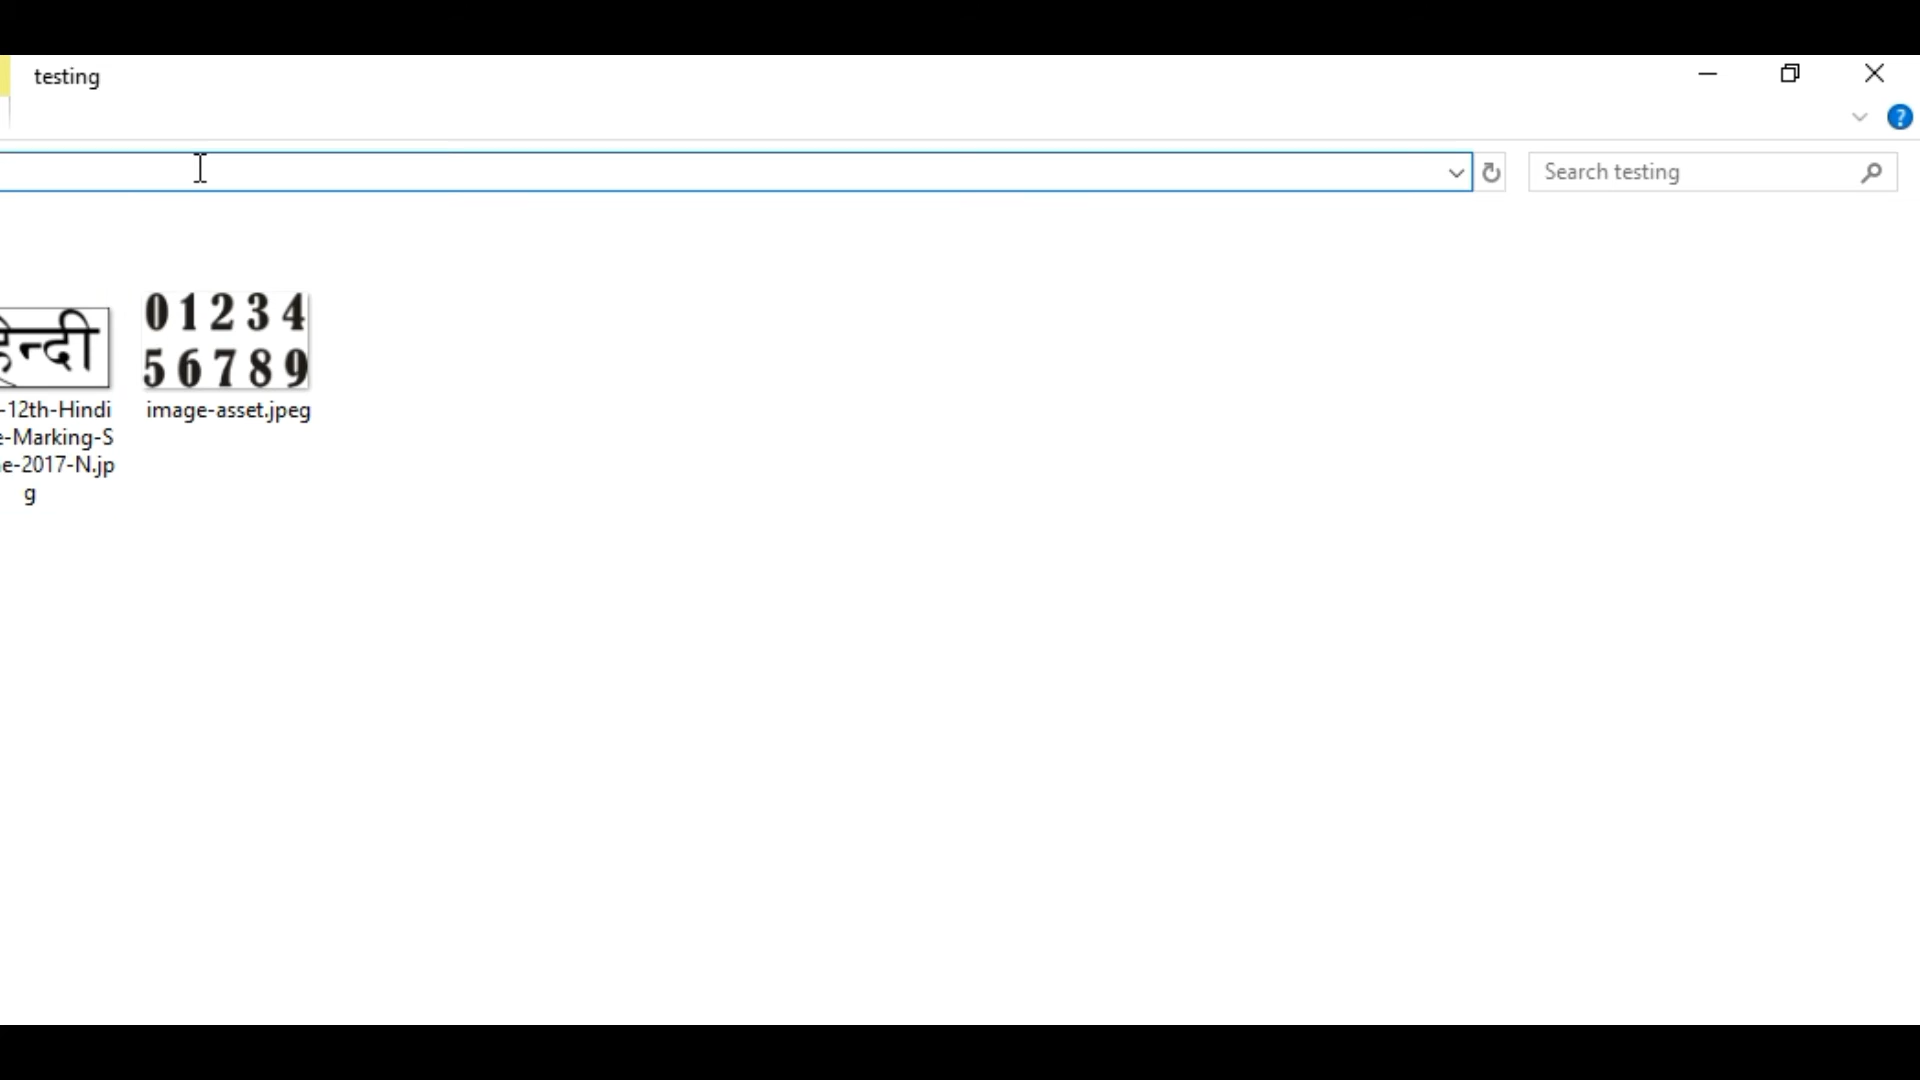 testing
Search testing
न्दी
0 1 2 3 4
5 6 7 8 9
-12th-Hindi
e-Marking-S
e-2017-N.jp
g
image-asset.jpeg